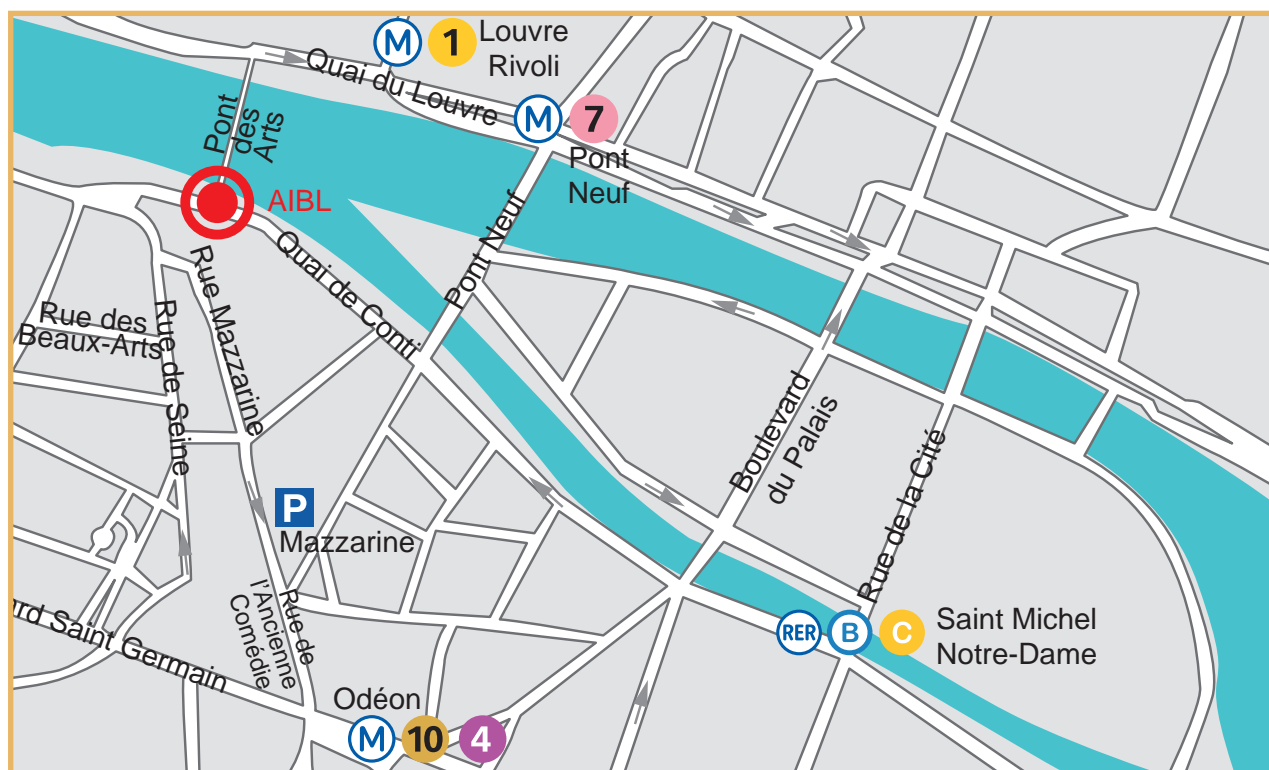 M 1 Louvre
Rivoli
Quai du Louvre
M 7
Pont
Neuf
Pont
des
Arts
AIBL
Quai de Conti
Pont Neuf
Rue Mazzarine
Rue de Seine
Rue des
Beaux-Arts
Boulevard
du Palais
Rue de la Cité
P
Mazzarine
Rue de
l'Ancienne
Comédie
ard Saint Germain
RER B C Saint Michel
Notre-Dame
Odéon
M 10 4